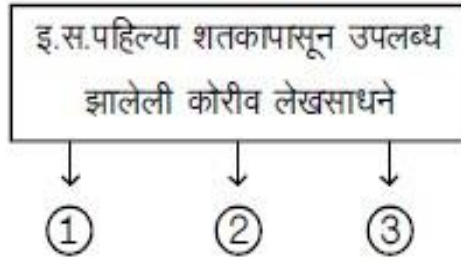 इ.स.पहिल्या शतकापासून उपलब्ध
झालेली कोरीव लेखसाधने
① ② ③